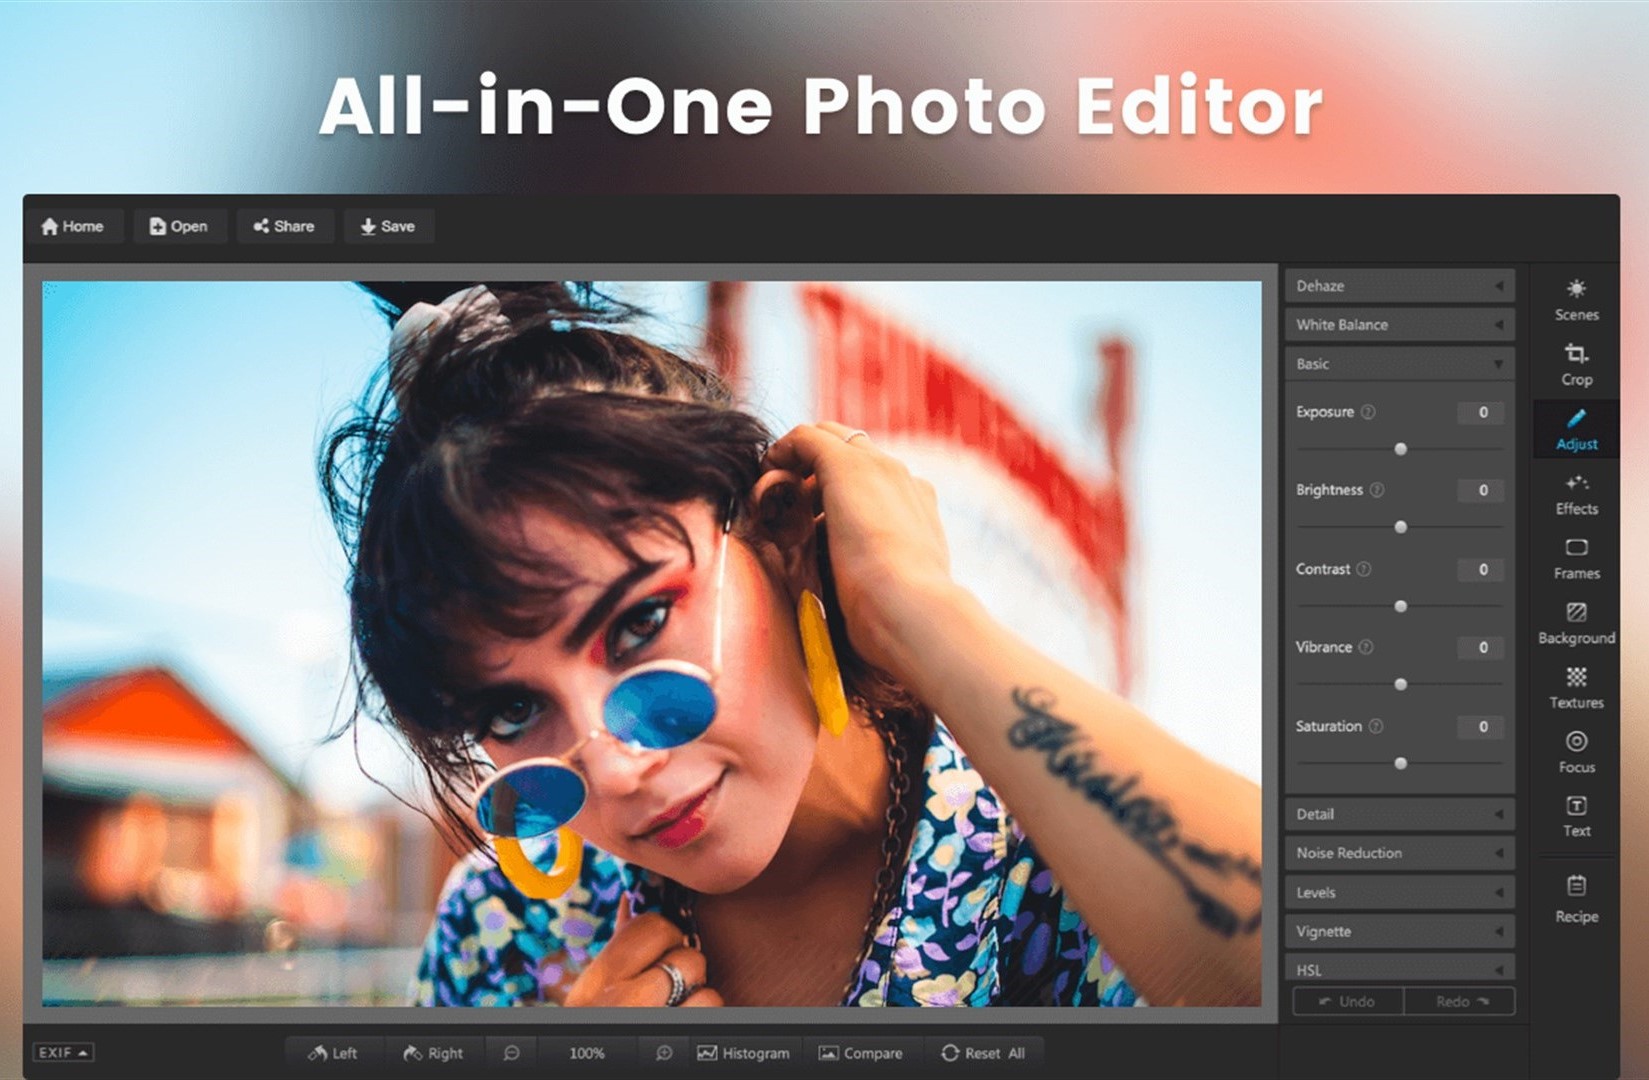 All-in-One Photo Editor
Home Open Share Save
Dehaze
White Balance
Basic
Exposure ? 0
Brightness ? 0
Contrast ? 0
Vibrance ? 0
Saturation ? 0
Detail
Noise Reduction
Levels
Vignette
HSL
Undo Redo
Scenes
Crop
Adjust
Effects
Frames
Background
Textures
Focus
T
Text
Recipe
EXIF Left Right 100% Histogram Compare Reset All